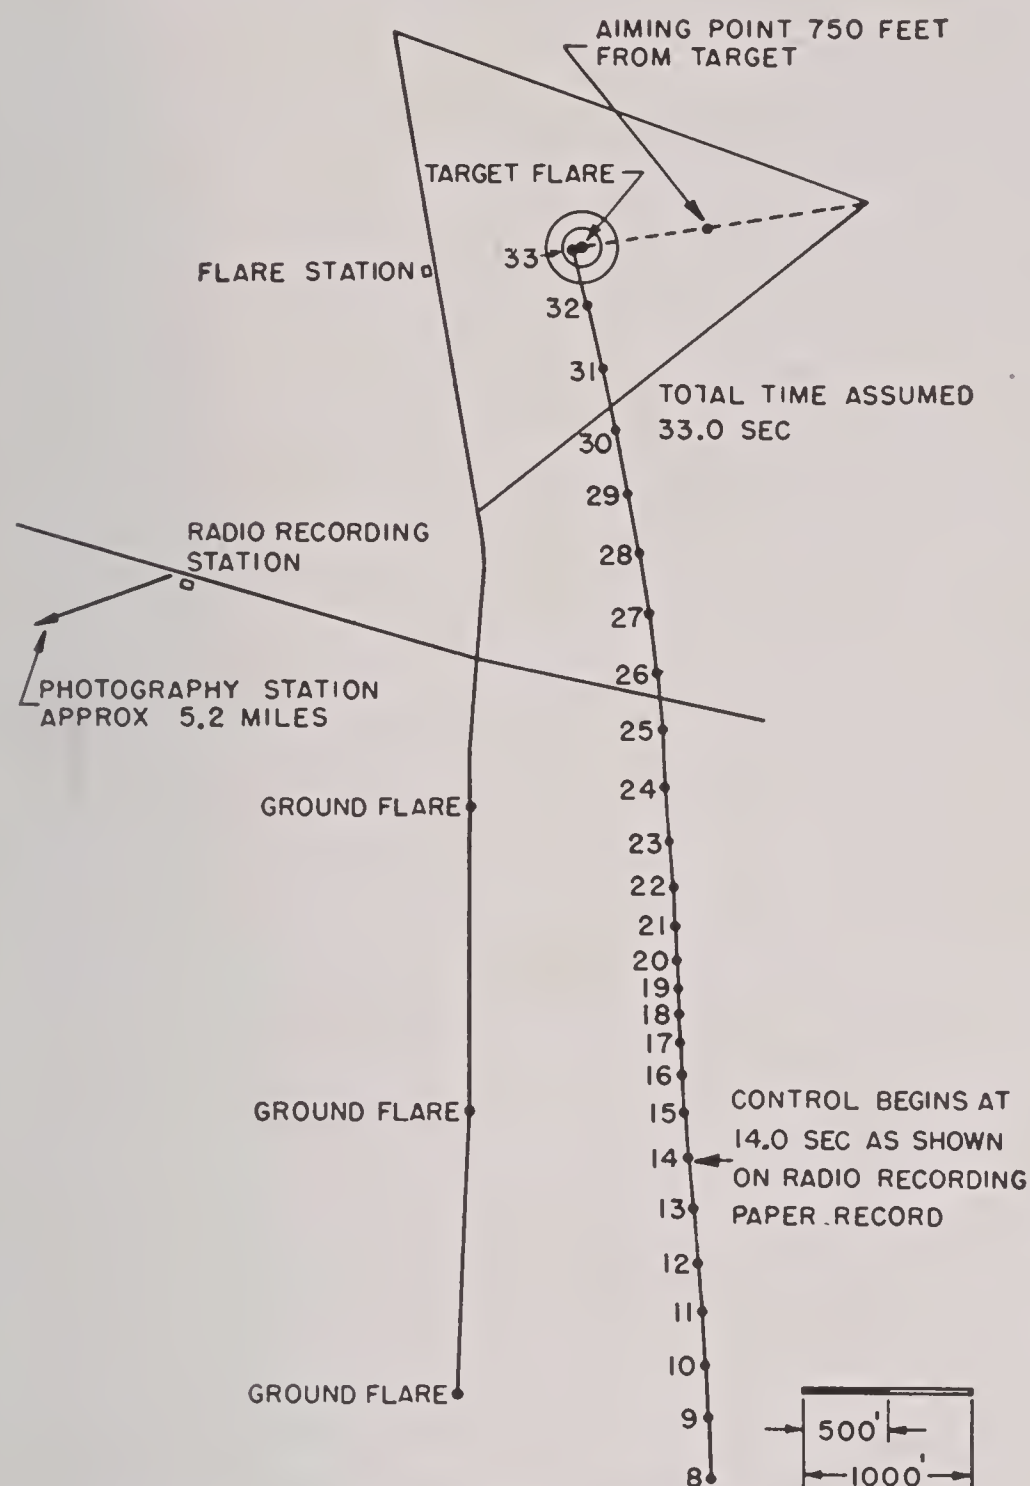 AIMING POINT 750 FEET
FROM TARGET
TARGET FLARE
33
FLARE STATION
32
31
TOTAL TIME ASSUMED
33.0 SEC
30
29
RADIO RECORDING
STATION
28
27
26
PHOTOGRAPHY STATION
APPROX 5.2 MILES
25
24
GROUND FLARE
23
22
21
20
19
18
17
16
15
GROUND FLARE
CONTROL BEGINS AT
14.0 SEC AS SHOWN
ON RADIO RECORDING
PAPER RECORD
14
13
12
11
10
GROUND FLARE
9
500'
8
1000'